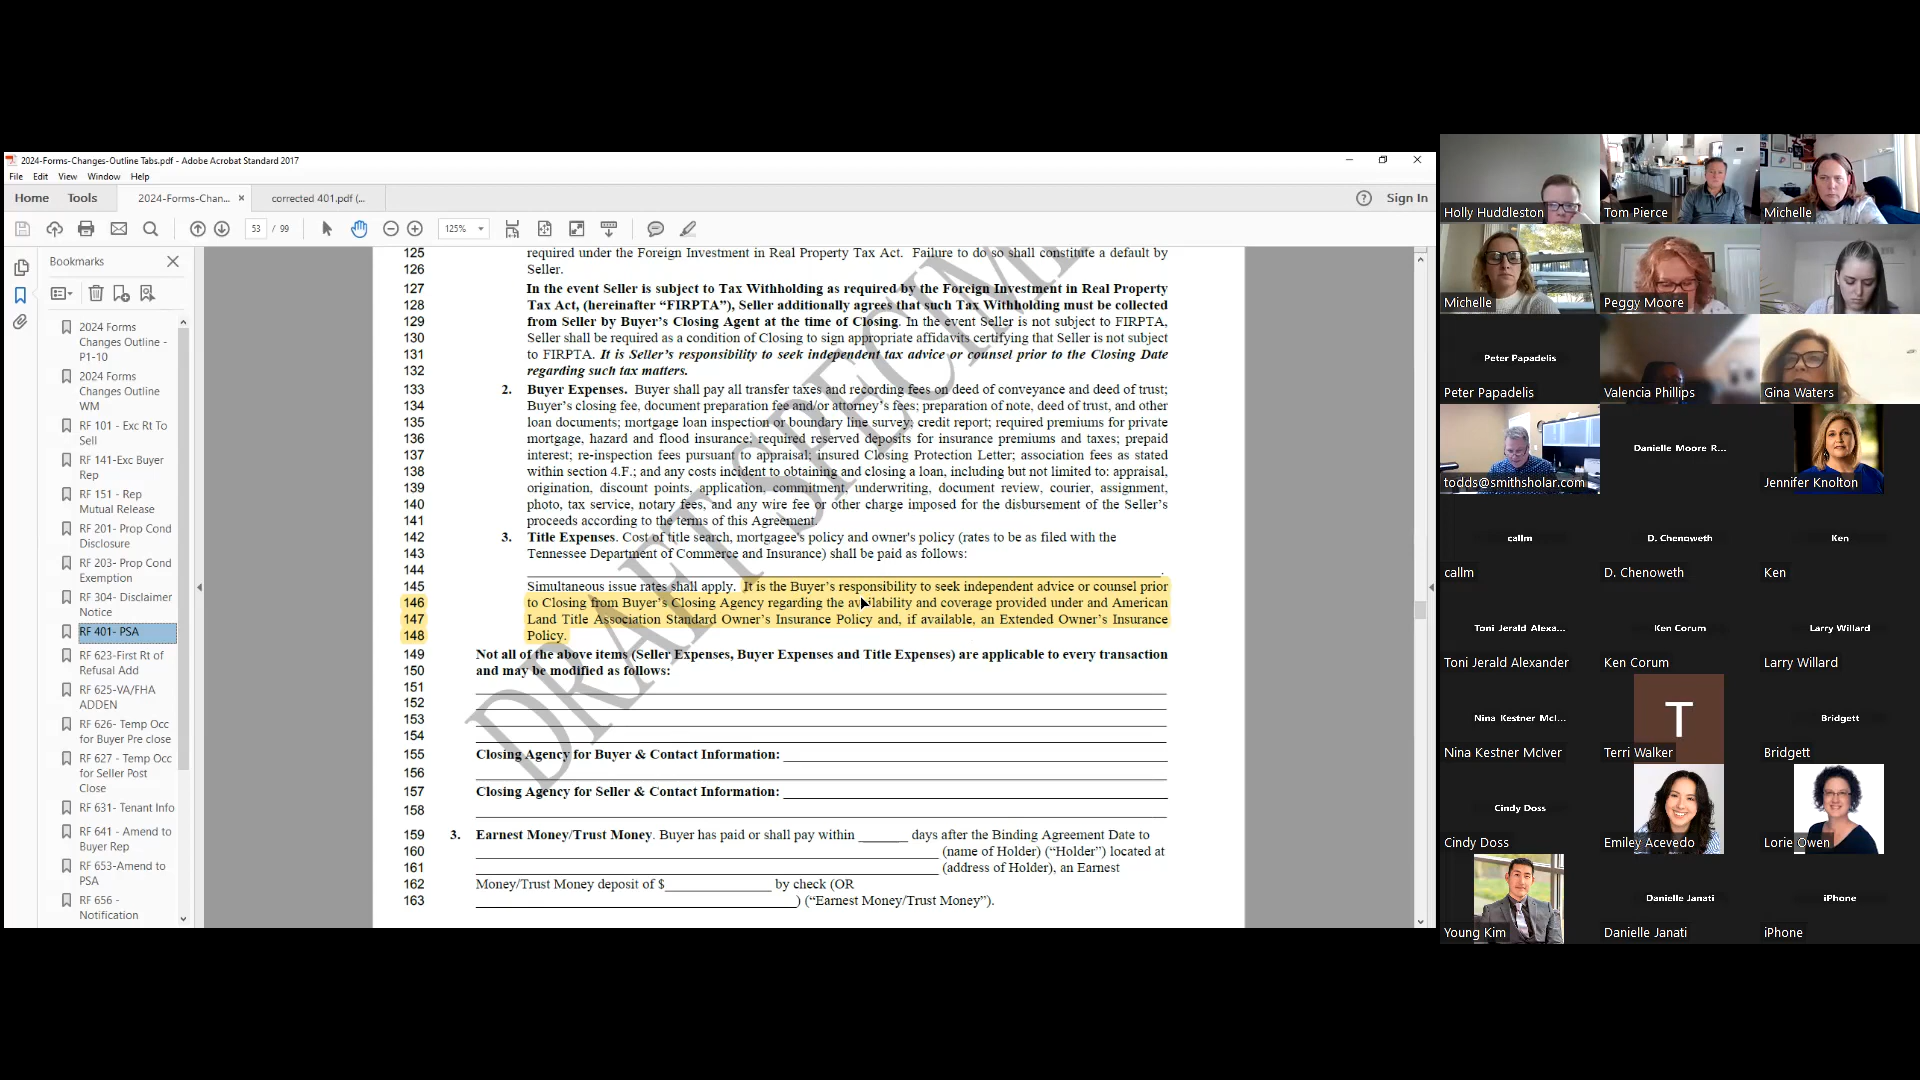 2024-Forms-Changes-Outline Tabs.pdf - Adobe Acrobat Standard 2017
File Edit View Window Help
Home Tools 2024-Forms-Chan... × corrected 401.pdf (... Sign In
53 / 99 125%
Bookmarks
2024 Forms
Changes Outline -
P1-10
2024 Forms
Changes Outline
WM
RF 101 - Exc Rt To
Sell
RF 141-Exc Buyer
Rep
RF 151 - Rep
Mutual Release
RF 201- Prop Cond
Disclosure
RF 203- Prop Cond
Exemption
RF 304- Disclaimer
Notice
RF 401- PSA
RF 623-First Rt of
Refusal Add
RF 625-VA/FHA
ADDEN
RF 626- Temp Occ
for Buyer Pre close
RF 627 - Temp Occ
for Seller Post
Close
RF 631- Tenant Info
RF 641 - Amend to
Buyer Rep
RF 653-Amend to
PSA
RF 656 -
Notification
DRAFT SPECIM
125 required under the Foreign Investment in Real Property Tax Act. Failure to do so shall constitute a default by
126 Seller.
127 In the event Seller is subject to Tax Withholding as required by the Foreign Investment in Real Property
128 Tax Act, (hereinafter “FIRPTA”), Seller additionally agrees that such Tax Withholding must be collected
129 from Seller by Buyer’s Closing Agent at the time of Closing. In the event Seller is not subject to FIRPTA,
130 Seller shall be required as a condition of Closing to sign appropriate affidavits certifying that Seller is not subject
131 to FIRPTA. It is Seller’s responsibility to seek independent tax advice or counsel prior to the Closing Date
132 regarding such tax matters.
133 2. Buyer Expenses. Buyer shall pay all transfer taxes and recording fees on deed of conveyance and deed of trust;
134 Buyer’s closing fee, document preparation fee and/or attorney’s fees; preparation of note, deed of trust, and other
135 loan documents; mortgage loan inspection or boundary line survey; credit report; required premiums for private
136 mortgage, hazard and flood insurance; required reserved deposits for insurance premiums and taxes; prepaid
137 interest; re-inspection fees pursuant to appraisal; insured Closing Protection Letter; association fees as stated
138 within section 4.F.; and any costs incident to obtaining and closing a loan, including but not limited to: appraisal,
139 origination, discount points, application, commitment, underwriting, document review, courier, assignment,
140 photo, tax service, notary fees, and any wire fee or other charge imposed for the disbursement of the Seller’s
141 proceeds according to the terms of this Agreement.
142 3. Title Expenses. Cost of title search, mortgagee's policy and owner's policy (rates to be as filed with the
143 Tennessee Department of Commerce and Insurance) shall be paid as follows:
144 ______________________________.
145 Simultaneous issue rates shall apply. It is the Buyer’s responsibility to seek independent advice or counsel prior
146 to Closing from Buyer’s Closing Agency regarding the availability and coverage provided under and American
147 Land Title Association Standard Owner’s Insurance Policy and, if available, an Extended Owner’s Insurance
148 Policy.
149 Not all of the above items (Seller Expenses, Buyer Expenses and Title Expenses) are applicable to every transaction
150 and may be modified as follows:
151
152
153
154
155 Closing Agency for Buyer & Contact Information:
156
157 Closing Agency for Seller & Contact Information:
158
159 3. Earnest Money/Trust Money. Buyer has paid or shall pay within ______ days after the Binding Agreement Date to
160 ______________ (name of Holder) (“Holder”) located at
161 ______________ (address of Holder), an Earnest
162 Money/Trust Money deposit of $____________ by check (OR
163 ______________) (“Earnest Money/Trust Money”).
Holly Huddleston
Tom Pierce
Michelle
Michelle
Peggy Moore
Peter Papadelis
Peter Papadelis
Valencia Phillips
Gina Waters
todds@smithsholar.com
Danielle Moore R...
Jennifer Knolton
callm
callm
D. Chenoweth
D. Chenoweth
Ken
Ken
Toni Jerald Alexa...
Toni Jerald Alexander
Ken Corum
Ken Corum
Larry Willard
Larry Willard
Nina Kestner McI...
Nina Kestner McIver
T
Terri Walker
Bridgett
Bridgett
Cindy Doss
Cindy Doss
Emiley Acevedo
Lorie Owen
Young Kim
Danielle Janati
Danielle Janati
iPhone
iPhone